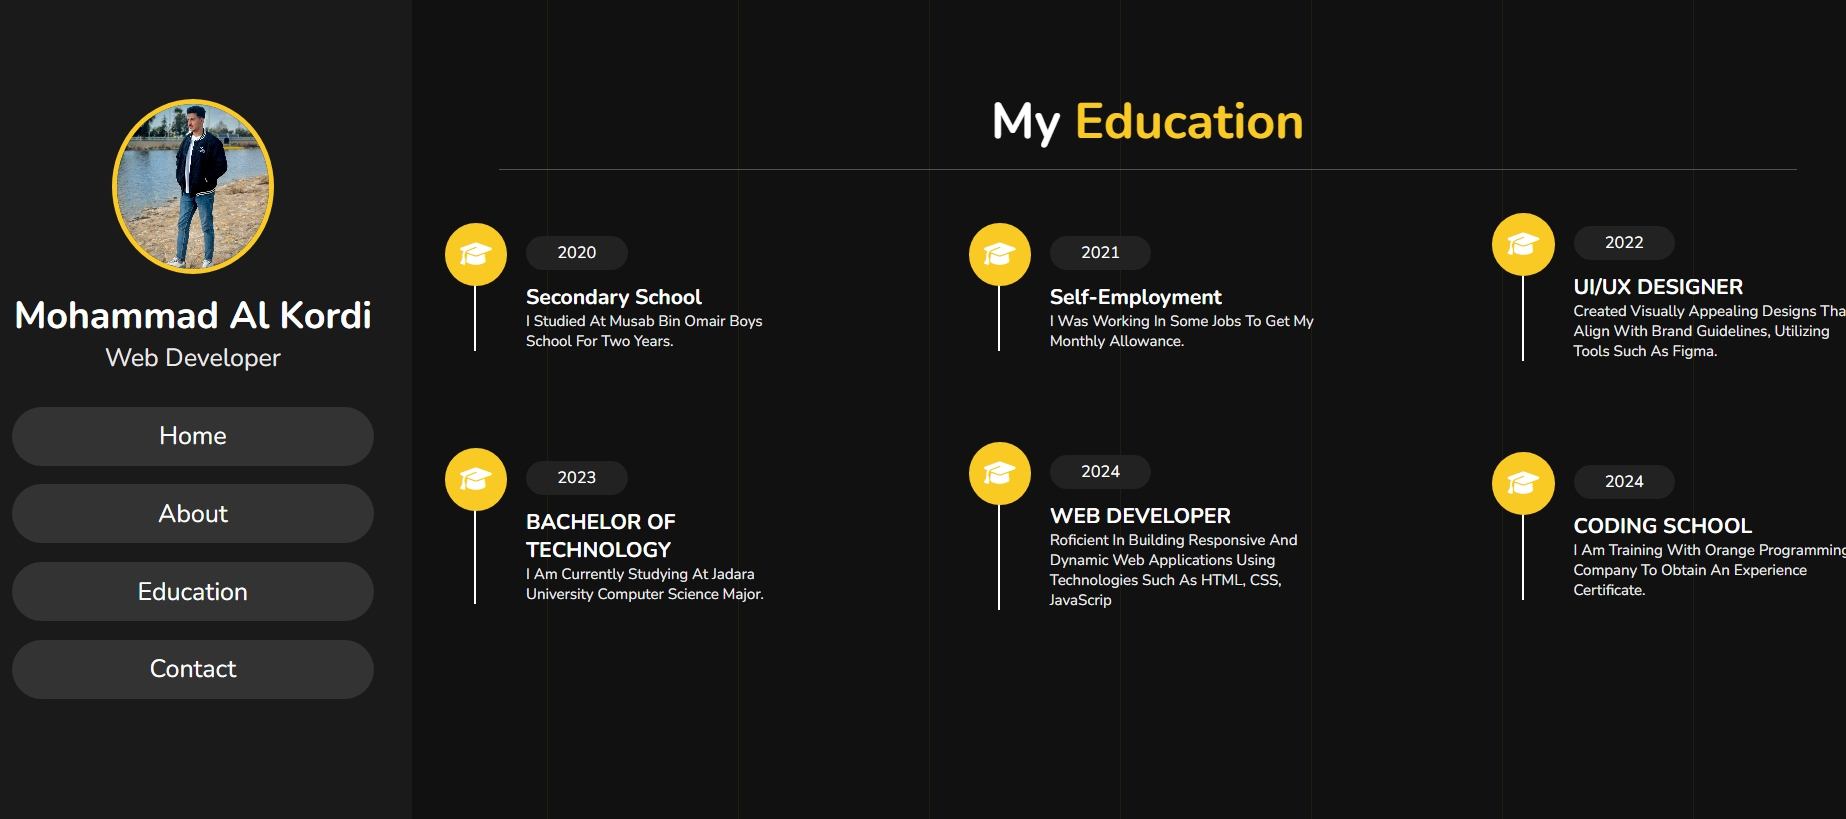 Mohammad Al Kordi
Web Developer
Home
About
Education
Contact
My Education
2020
Secondary School
I Studied At Musab Bin Omair Boys
School For Two Years.
2021
Self-Employment
I Was Working In Some Jobs To Get My
Monthly Allowance.
2022
UI/UX DESIGNER
Created Visually Appealing Designs Tha
Align With Brand Guidelines, Utilizing
Tools Such As Figma.
2023
BACHELOR OF
TECHNOLOGY
I Am Currently Studying At Jadara
University Computer Science Major.
2024
WEB DEVELOPER
Roficient In Building Responsive And
Dynamic Web Applications Using
Technologies Such As HTML, CSS,
JavaScrip
2024
CODING SCHOOL
I Am Training With Orange Programming
Company To Obtain An Experience
Certificate.